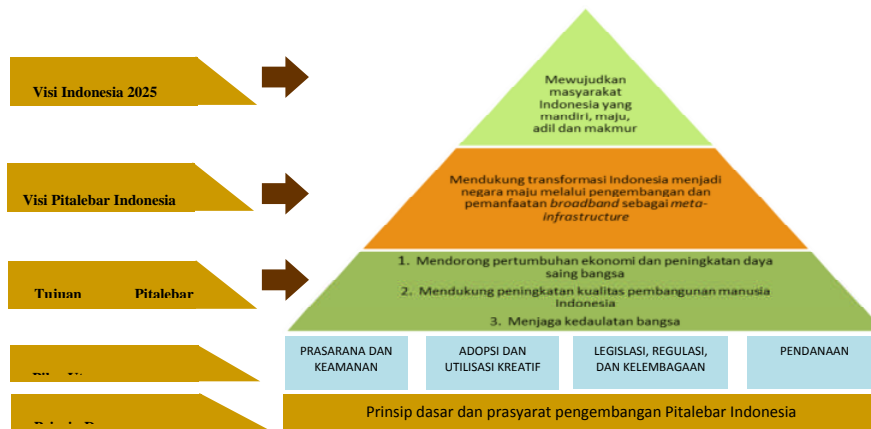 Visi Indonesia 2025
Mewujudkan
masyarakat
Indonesia yang
mandiri, maju,
adil dan makmur
Visi Pitalebar Indonesia
Mendukung transformasi Indonesia menjadi
negara maju melalui pengembangan dan
pemanfaatan broadband sebagai meta-
infrastructure
Tujuan Pitalebar
1. Mendorong pertumbuhan ekonomi dan peningkatan daya
saing bangsa
2. Mendukung peningkatan kualitas pembangunan manusia
Indonesia
3. Menjaga kedaulatan bangsa
PRASARANA DAN
KEAMANAN
ADOPSI DAN
UTILISASI KREATIF
LEGISLASI, REGULASI,
DAN KELEMBAGAAN
PENDANAAN
Prinsip dasar dan prasyarat pengembangan Pitalebar Indonesia